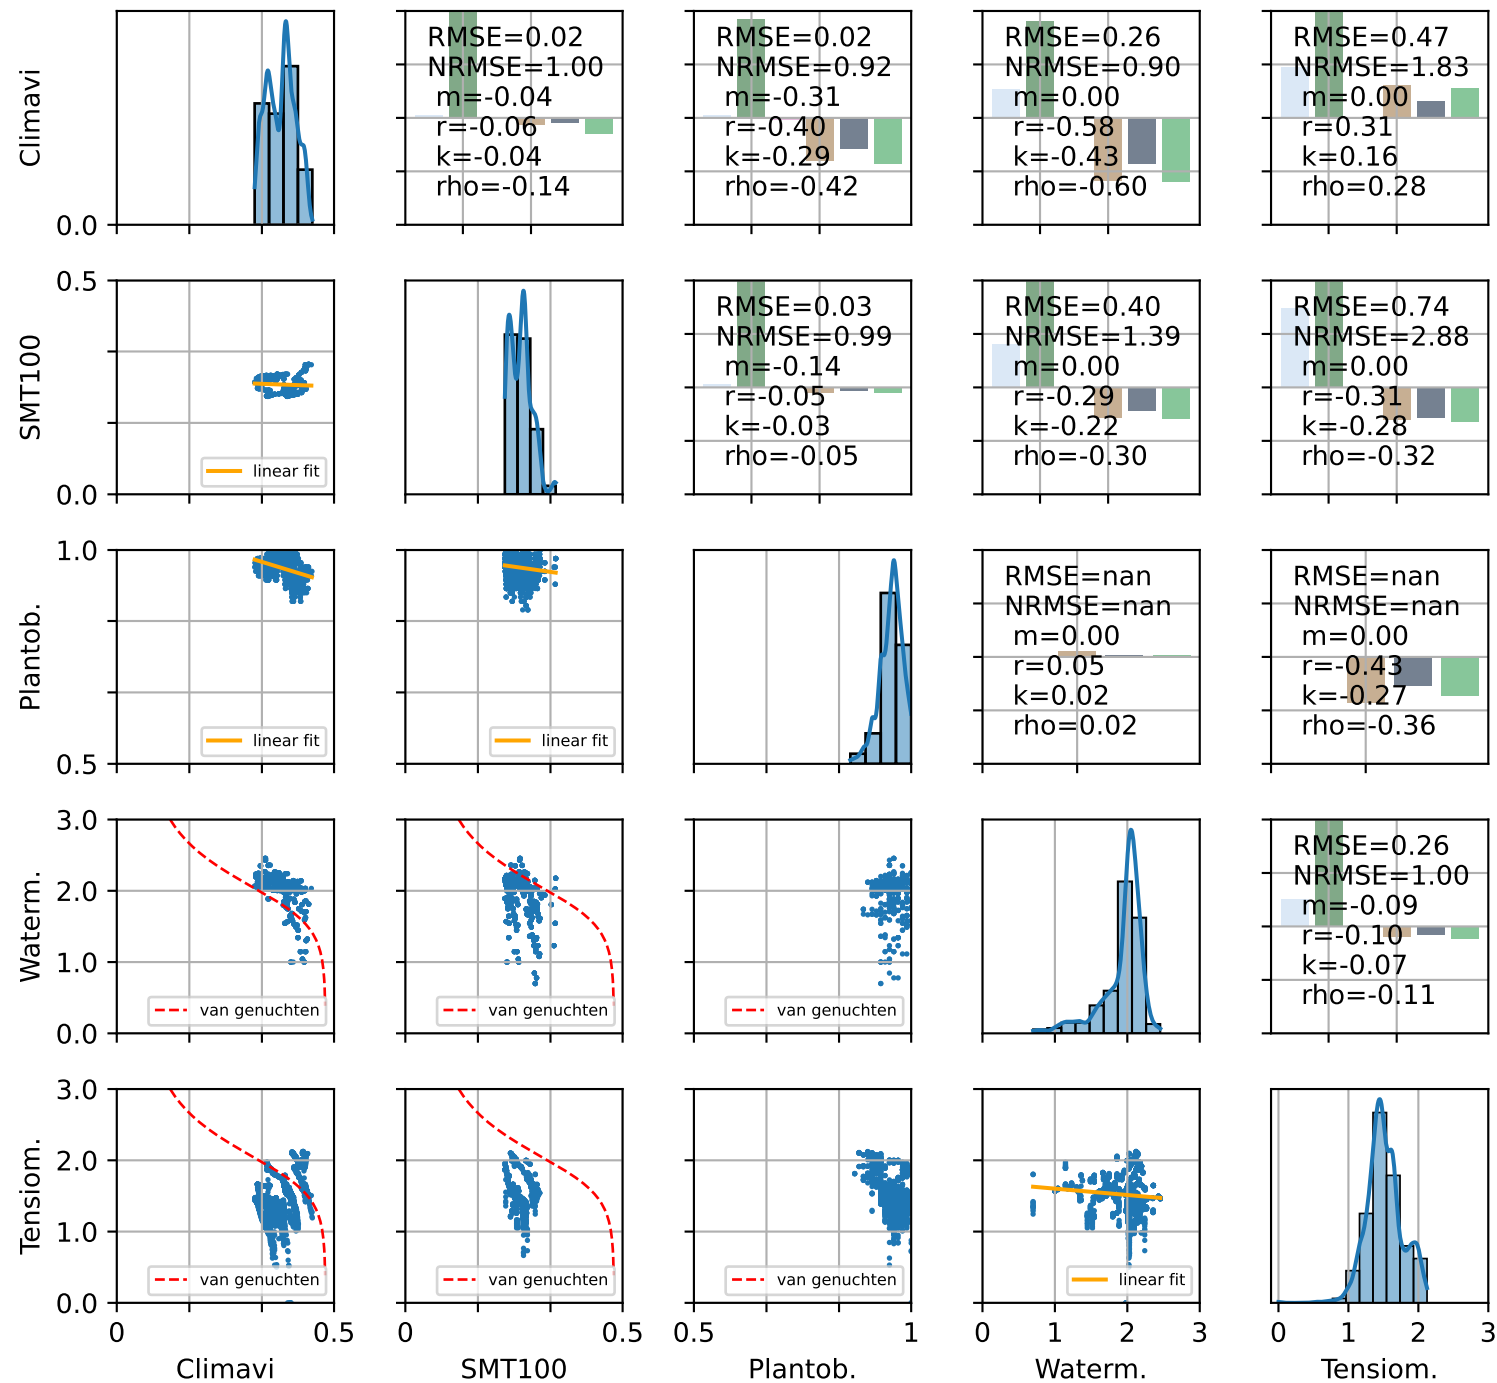 Climavi
0.0
RMSE=0.02
NRMSE=1.00
m=-0.04
r=-0.06
k=-0.04
rho=-0.14
RMSE=0.02
NRMSE=0.92
m=-0.31
r=-0.40
k=-0.29
rho=-0.42
RMSE=0.26
NRMSE=0.90
m=0.00
r=-0.58
k=-0.43
rho=-0.60
RMSE=0.47
NRMSE=1.83
m=0.00
r=0.31
k=0.16
rho=0.28
SMT100
0.5
0.0
linear fit
RMSE=0.03
NRMSE=0.99
m=-0.14
r=-0.05
k=-0.03
rho=-0.05
RMSE=0.40
NRMSE=1.39
m=0.00
r=-0.29
k=-0.22
rho=-0.30
RMSE=0.74
NRMSE=2.88
m=0.00
r=-0.31
k=-0.28
rho=-0.32
Plantob.
1.0
0.5
linear fit
linear fit
RMSE=nan
NRMSE=nan
m=0.00
r=0.05
k=0.02
rho=0.02
RMSE=nan
NRMSE=nan
m=0.00
r=-0.43
k=-0.27
rho=-0.36
Waterm.
3.0
2.0
1.0
0.0
van genuchten
van genuchten
van genuchten
RMSE=0.26
NRMSE=1.00
m=-0.09
r=-0.10
k=-0.07
rho=-0.11
Tensiom.
3.0
2.0
1.0
0.0
van genuchten
van genuchten
van genuchten
linear fit
0 0.5
0 0.5
0.5 1
0 1 2 3
0 1 2 3
Climavi
SMT100
Plantob.
Waterm.
Tensiom.